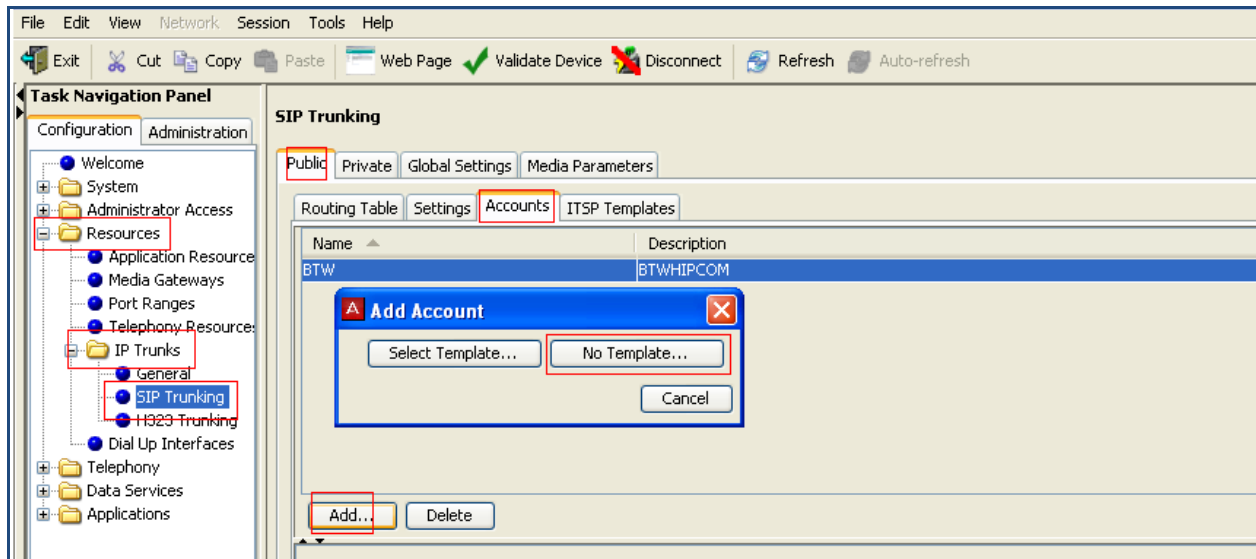 File Edit View Network Session Tools Help
Exit Cut Copy Paste Web Page Validate Device Disconnect Refresh Auto-refresh
Task Navigation Panel
Configuration Administration
Welcome
System
Administrator Access
Resources
Application Resource
Media Gateways
Port Ranges
Telephony Resource
IP Trunks
General
SIP Trunking
H323 Trunking
Dial Up Interfaces
Telephony
Data Services
Applications
SIP Trunking
Public Private Global Settings Media Parameters
Routing Table Settings Accounts ITSP Templates
Name Description
BTW BTWHIPCOM
Add Account
Select Template... No Template...
Cancel
Add... Delete